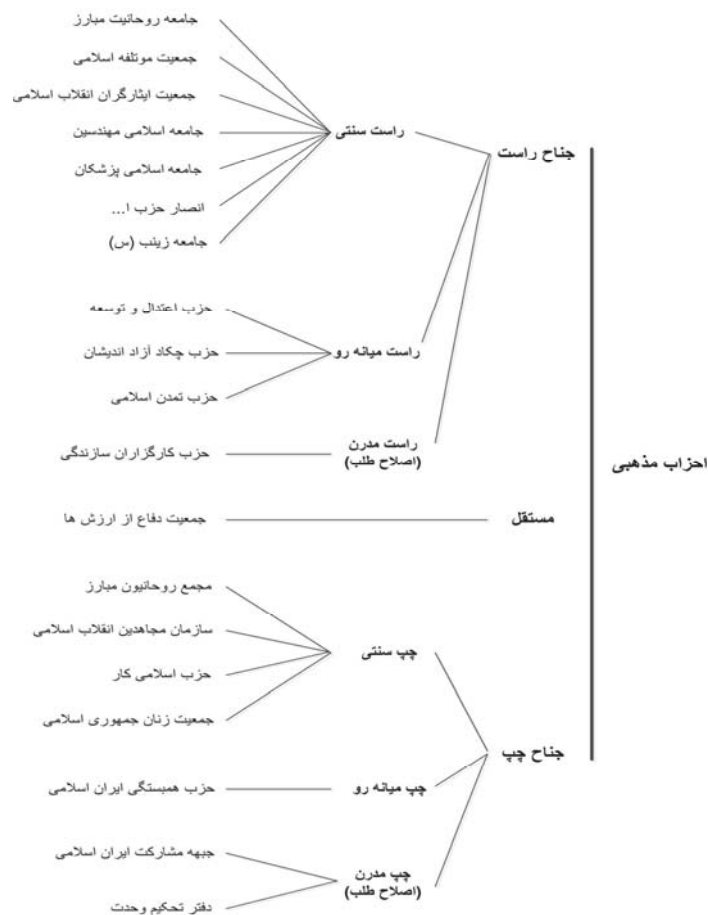 احزاب مذهبی
جناح راست
راست سنتی
جامعه روحانیت مبارز
جمعیت موتلفه اسلامی
جمعیت ایثارگران انقلاب اسلامی
جامعه اسلامی مهندسین
جامعه اسلامی پزشکان
انصار حزب ا...
جامعه زینب (س)
راست میانه رو
حزب اعتدال و توسعه
حزب چکاد آزاد اندیشان
حزب تمدن اسلامی
راست مدرن
(اصلاح طلب)
حزب کارگزاران سازندگی
مستقل
جمعیت دفاع از ارزش ها
جناح چپ
چپ سنتی
مجمع روحانیون مبارز
سازمان مجاهدین انقلاب اسلامی
حزب اسلامی کار
جمعیت زنان جمهوری اسلامی
چپ میانه رو
حزب همبستگی ایران اسلامی
چپ مدرن
(اصلاح طلب)
جبهه مشارکت ایران اسلامی
دفتر تحکیم وحدت